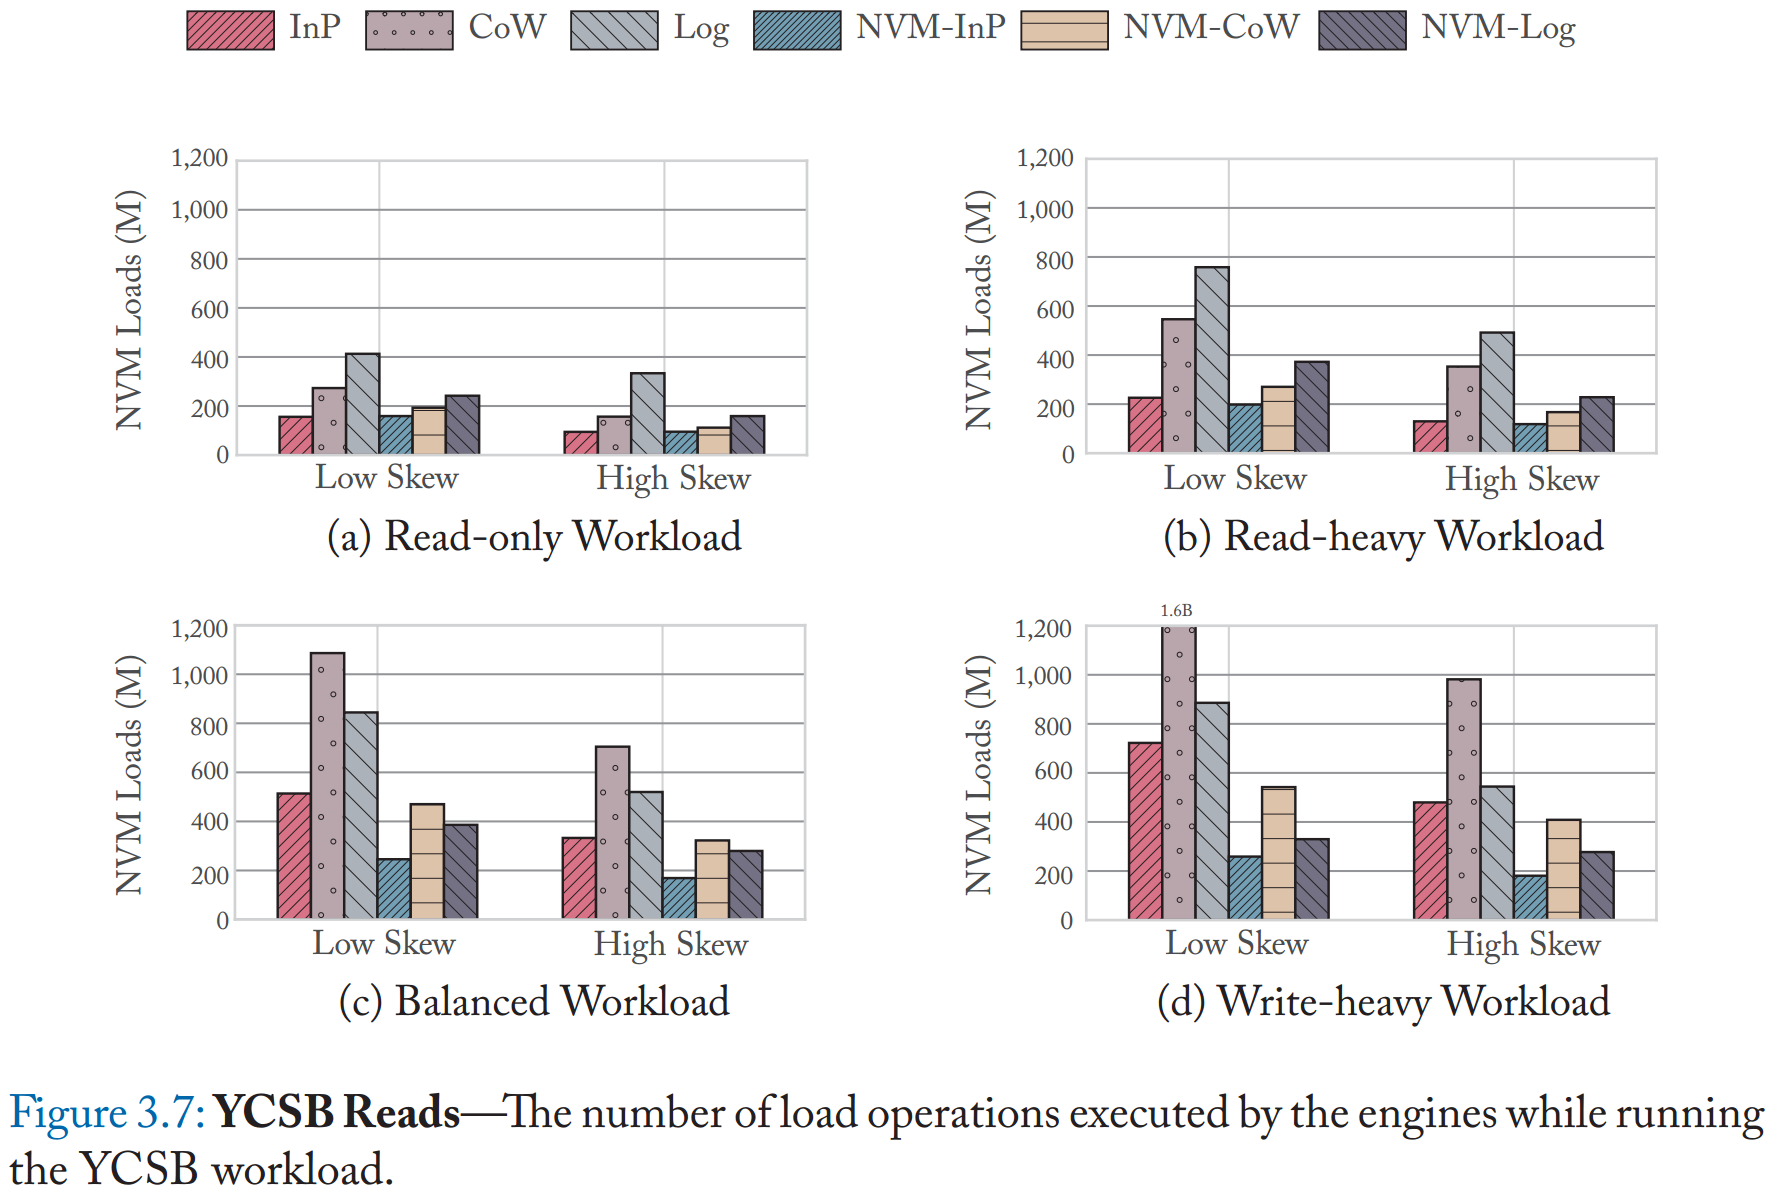 InP CoW Log NVM-InP NVM-CoW NVM-Log
NVM Loads (M)
1,200
1,000
800
600
400
200
0
Low Skew High Skew
(a) Read-only Workload
NVM Loads (M)
1,200
1,000
800
600
400
200
0
Low Skew High Skew
(b) Read-heavy Workload
NVM Loads (M)
1,200
1,000
800
600
400
200
0
Low Skew High Skew
(c) Balanced Workload
1.6B
NVM Loads (M)
1,200
1,000
800
600
400
200
0
Low Skew High Skew
(d) Write-heavy Workload
Figure 3.7: YCSB Reads—The number of load operations executed by the engines while running
the YCSB workload.